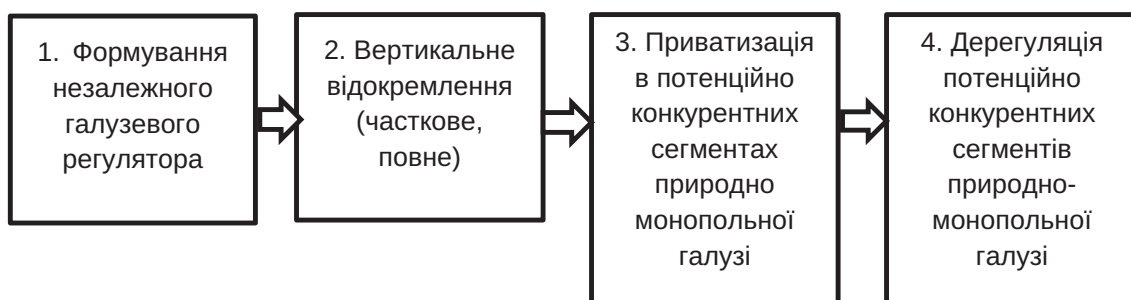 1. Формування
незалежного
галузевого
регулятора
2. Вертикальне
відокремлення
(часткове,
повне)
3. Приватизація
в потенційно
конкурентних
сегментах
природно
монопольної
галузі
4. Дерегуляція
потенційно
конкурентних
сегментів
природно-
монопольної
галузі